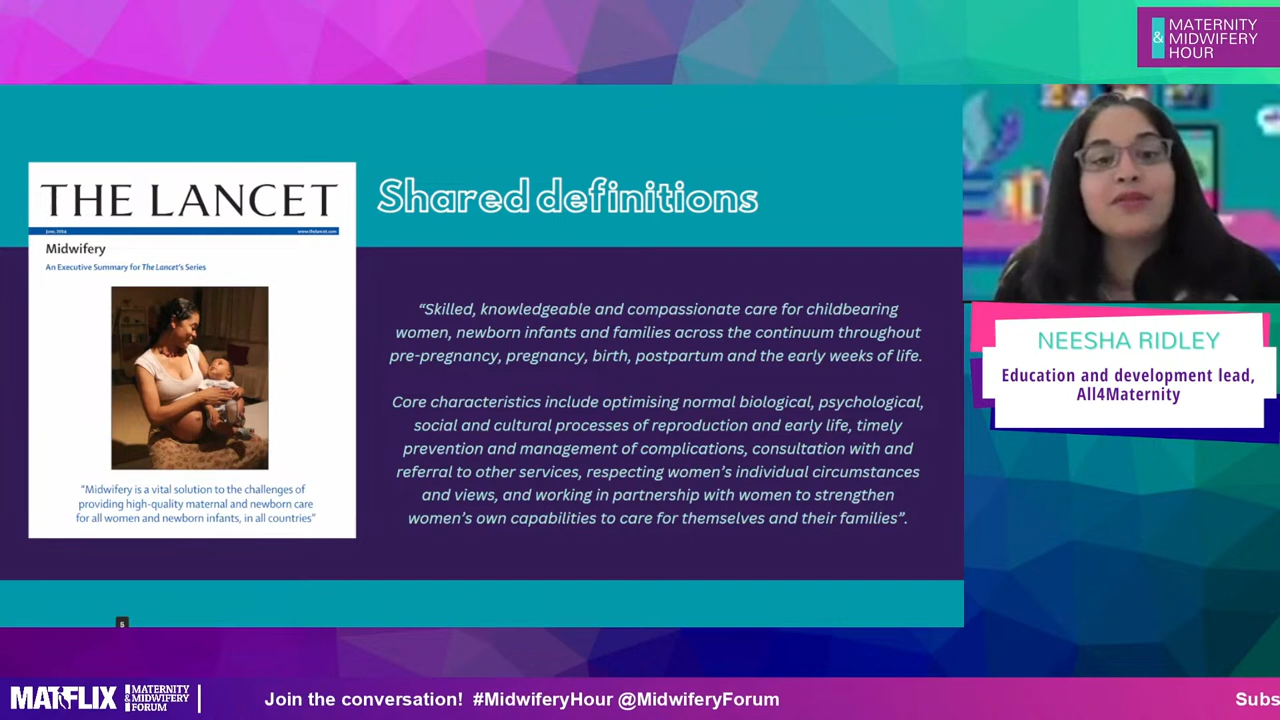 &
MATERNITY
MIDWIFERY
HOUR
THE LANCET
June, 2014
www.thelancet.com
Midwifery
An Executive Summary for The Lancet's Series
"Midwifery is a vital solution to the challenges of
providing high-quality maternal and newborn care
for all women and newborn infants, in all countries"
Shared definitions
“Skilled, knowledgeable and compassionate care for childbearing
women, newborn infants and families across the continuum throughout
pre-pregnancy, pregnancy, birth, postpartum and the early weeks of life.
Core characteristics include optimising normal biological, psychological,
social and cultural processes of reproduction and early life, timely
prevention and management of complications, consultation with and
referral to other services, respecting women’s individual circumstances
and views, and working in partnership with women to strengthen
women’s own capabilities to care for themselves and their families”.
NEESHA RIDLEY
Education and development lead,
All4Maternity
5
MATFLIX
MATERNITY
& MIDWIFERY
FORUM
Join the conversation! #MidwiferyHour @MidwiferyForum
Subs